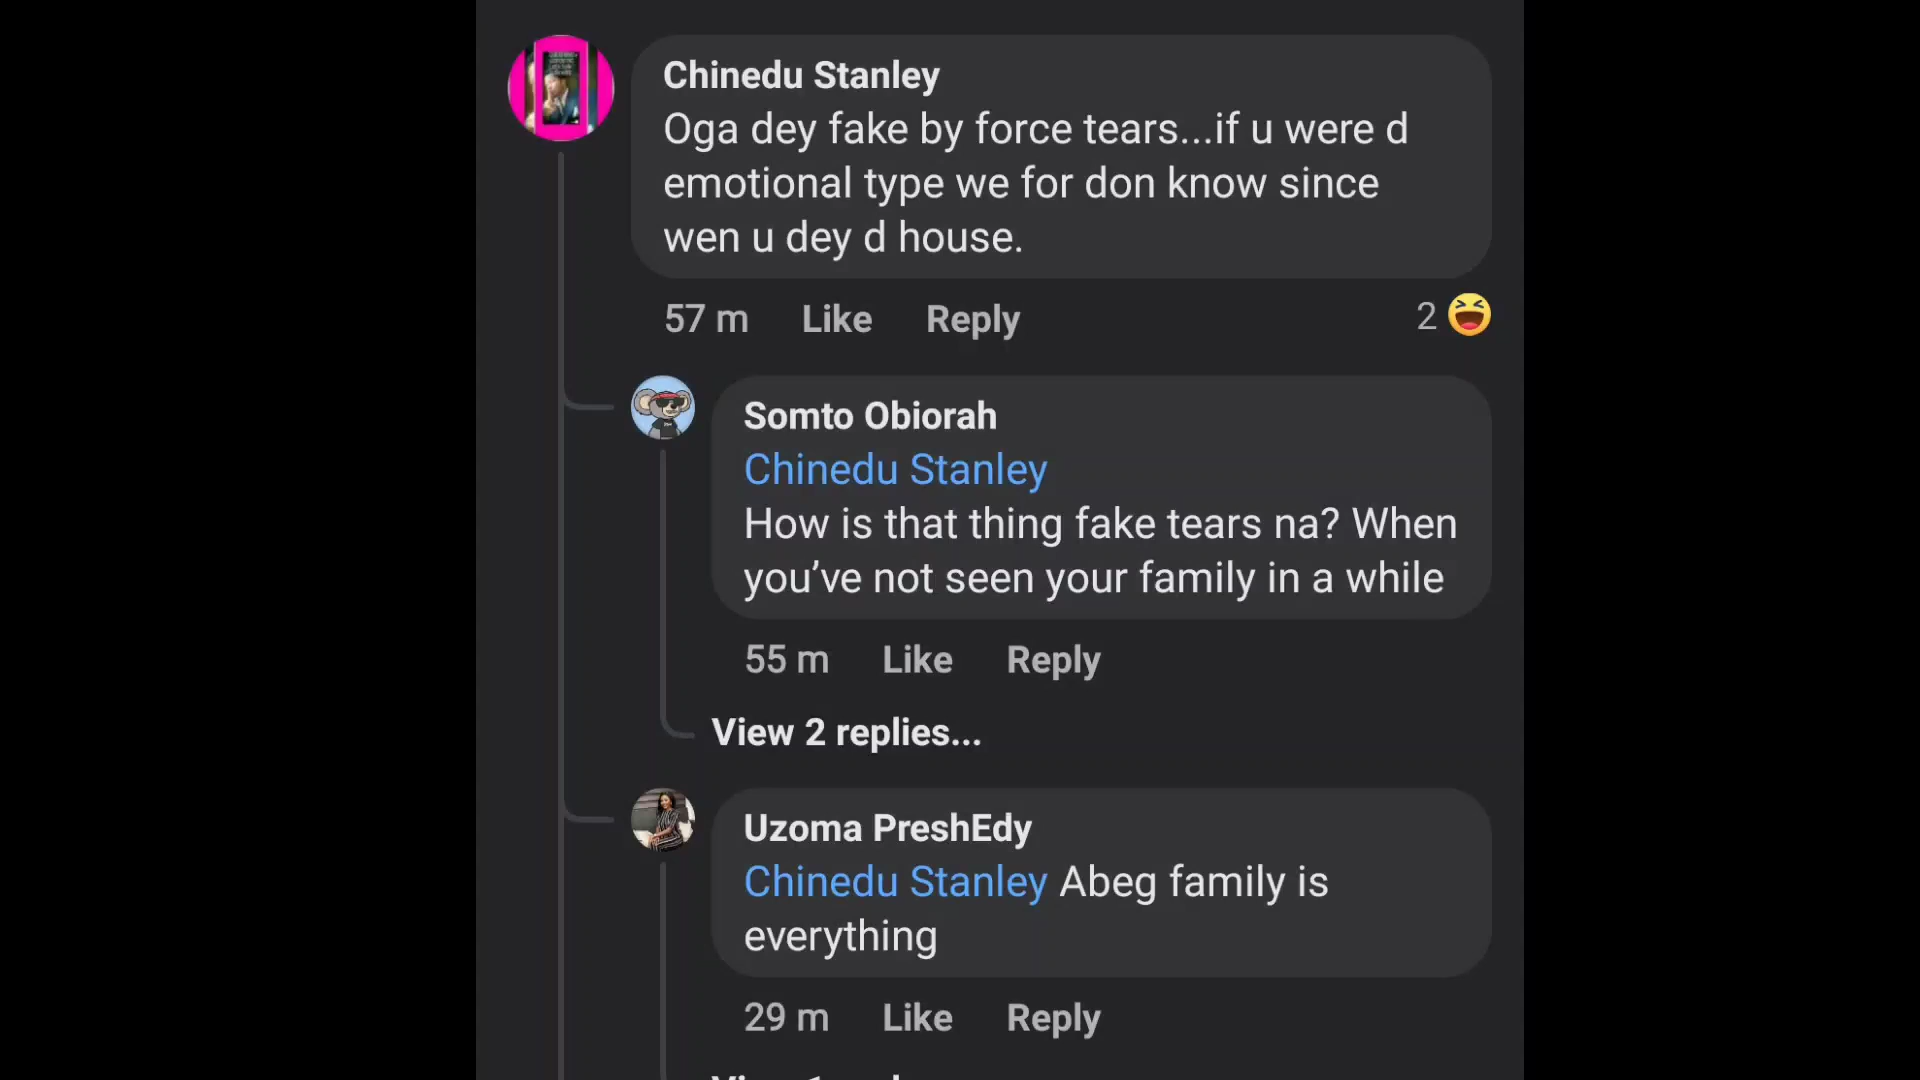 Chinedu Stanley
Oga dey fake by force tears...if u were d
emotional type we for don know since
wen u dey d house.
57 m Like Reply 2
Somto Obiorah
Chinedu Stanley
How is that thing fake tears na? When
you’ve not seen your family in a while
55 m Like Reply
View 2 replies...
Uzoma PreshEdy
Chinedu Stanley Abeg family is
everything
29 m Like Reply